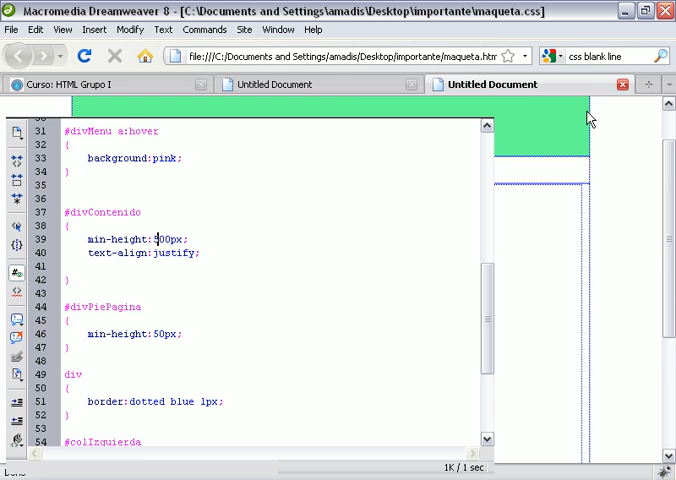 Macromedia Dreamweaver 8 - [C:\Documents and Settings\amadis\Desktop\importante\maqueta.css]
File Edit View Insert Modify Text Commands Site Window Help
file:///C:/Documents and Settings/amadis/Desktop/importante/maqueta.htm css blank line
Curso: HTML Grupo I Untitled Document Untitled Document
31 #divMenu a:hover
32 {
33 background:pink;
34 }
35
36
37 #divContenido
38 {
39 min-height:500px;
40 text-align:justify;
41
42 }
43
44 #divPiePagina
45 {
46 min-height:50px;
47 }
48
49 div
50 {
51 border:dotted blue 1px;
52 }
53
54 #colIzquierda
1K / 1 sec